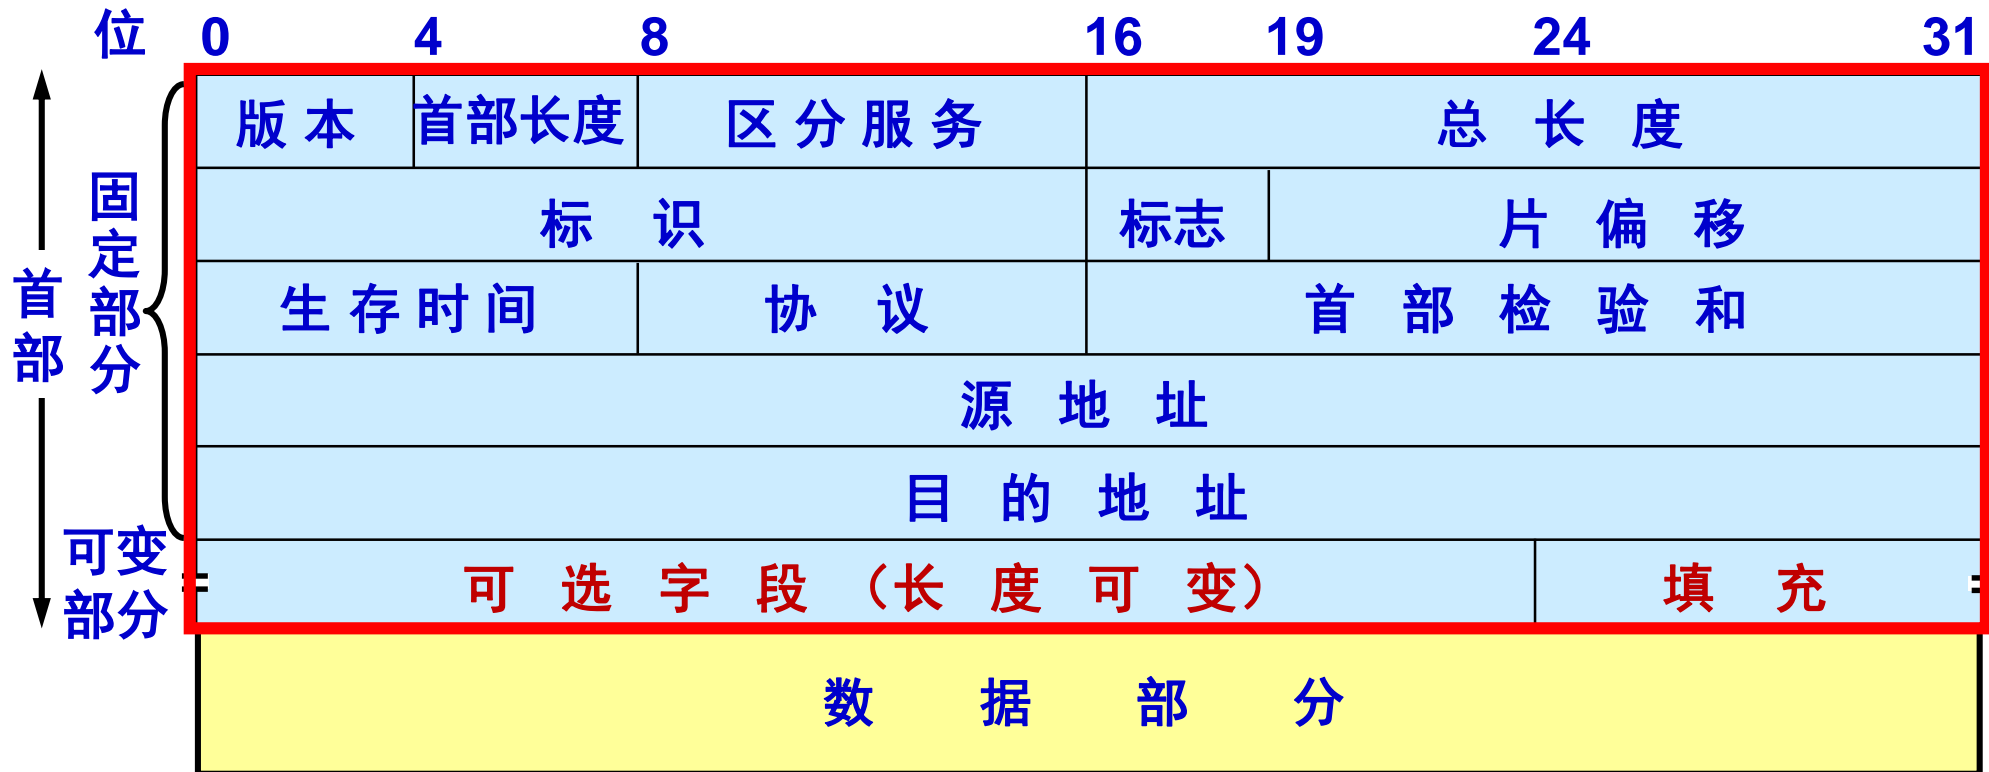 位 0 4 8 16 19 24 31
版本 首部长度 区分服务 总长度
标识 标志 片偏移
生存时间 协议 首部检验和
源地址
目的地址
可选字段（长度可变） 填充
数据部分
首部
固定部分
可变
部分